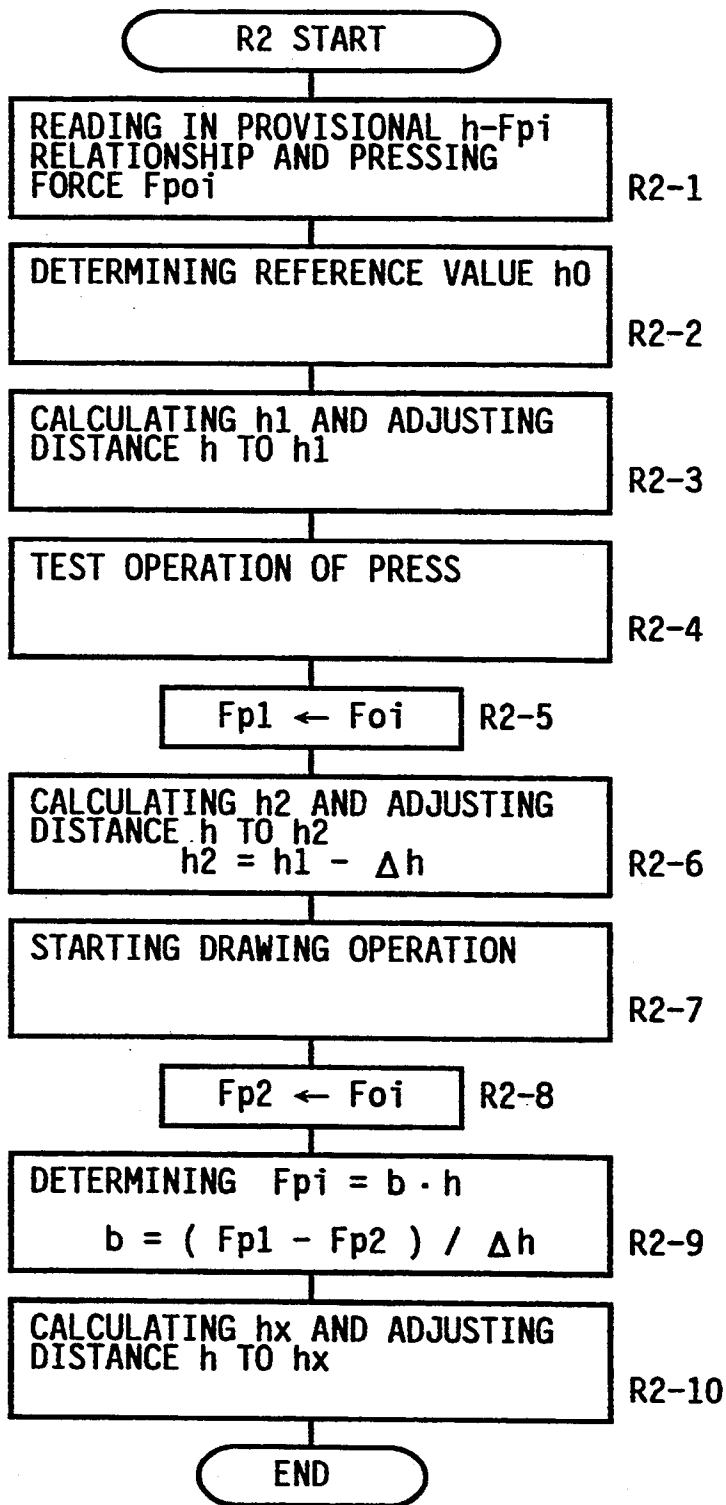 R2 START
READING IN PROVISIONAL h-Fpi
RELATIONSHIP AND PRESSING
FORCE Fpoi
R2-1
DETERMINING REFERENCE VALUE h0
R2-2
CALCULATING h1 AND ADJUSTING
DISTANCE h TO h1
R2-3
TEST OPERATION OF PRESS
R2-4
Fp1 ← Foi
R2-5
CALCULATING h2 AND ADJUSTING
DISTANCE h TO h2
h2 = h1 - Δh
R2-6
STARTING DRAWING OPERATION
R2-7
Fp2 ← Foi
R2-8
DETERMINING Fpi = b · h
b = ( Fp1 - Fp2 ) / Δh
R2-9
CALCULATING hx AND ADJUSTING
DISTANCE h TO hx
R2-10
END